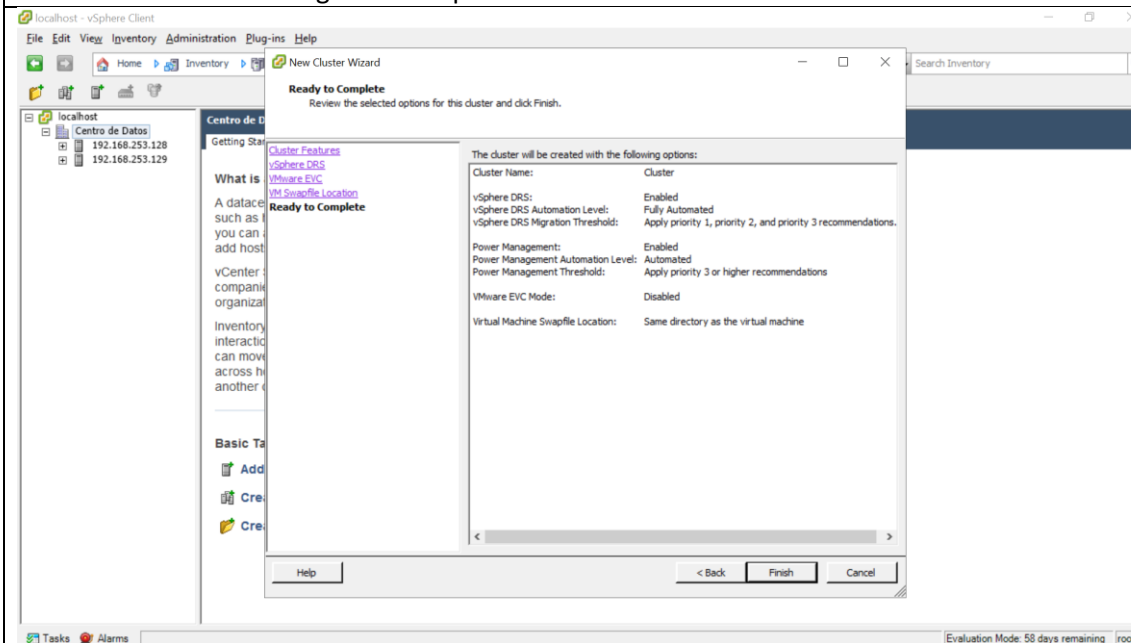 localhost - vSphere Client
File Edit View Inventory Administration Plug-ins Help
Home Inventory
Search Inventory
New Cluster Wizard
Ready to Complete
Review the selected options for this cluster and click Finish.
localhost
Centro de Datos
192.168.253.128
192.168.253.129
Centro de D
Getting Star
What is
A datace
such as h
you can a
add host
vCenter S
companie
organizat
Inventory
interactio
can move
across h
another
Basic Ta
Add
Crea
Crea
Cluster Features
vSphere DRS
VMware EVC
VM Swapfile Location
Ready to Complete
The cluster will be created with the following options:
Cluster Name: Cluster
vSphere DRS: Enabled
vSphere DRS Automation Level: Fully Automated
vSphere DRS Migration Threshold: Apply priority 1, priority 2, and priority 3 recommendations.
Power Management: Enabled
Power Management Automation Level: Automated
Power Management Threshold: Apply priority 3 or higher recommendations
VMware EVC Mode: Disabled
Virtual Machine Swapfile Location: Same directory as the virtual machine
Help < Back Finish Cancel
Tasks Alarms Evaluation Mode: 58 days remaining roo